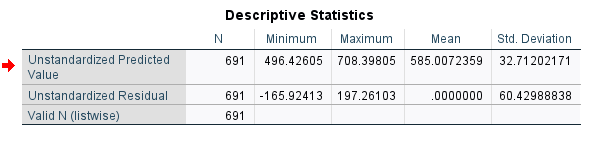 Descriptive Statistics
N Minimum Maximum Mean Std. Deviation
Unstandardized Predicted Value 691 496.42605 708.39805 585.0072359 32.71202171
Unstandardized Residual 691 -165.92413 197.26103 .0000000 60.42988838
Valid N (listwise) 691